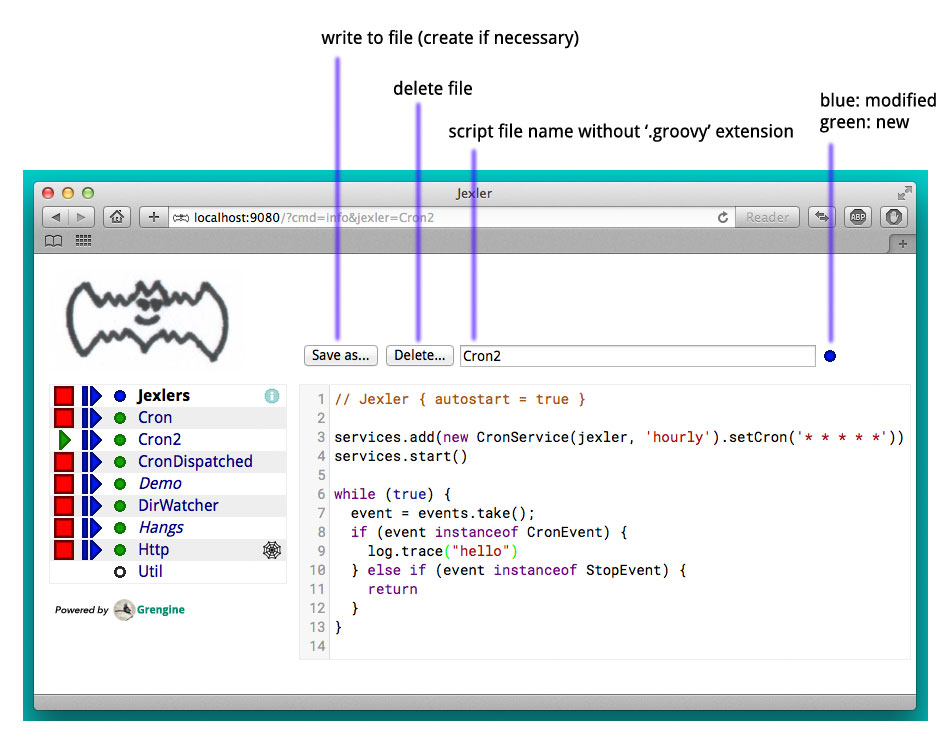 write to file (create if necessary)
delete file
script file name without ‘.groovy’ extension
blue: modified
green: new
Jexler
localhost:9080/?cmd=info&jexler=Cron2
Reader
ABP
Save as...
Delete...
Cron2
Jexlers
Cron
Cron2
CronDispatched
Demo
DirWatcher
Hangs
Http
Util
Powered by Grengine
1 // Jexler { autostart = true }
2
3 services.add(new CronService(jexler, 'hourly').setCron('* * * * *'))
4 services.start()
5
6 while (true) {
7   event = events.take();
8   if (event instanceof CronEvent) {
9     log.trace("hello")
10   } else if (event instanceof StopEvent) {
11     return
12   }
13 }
14